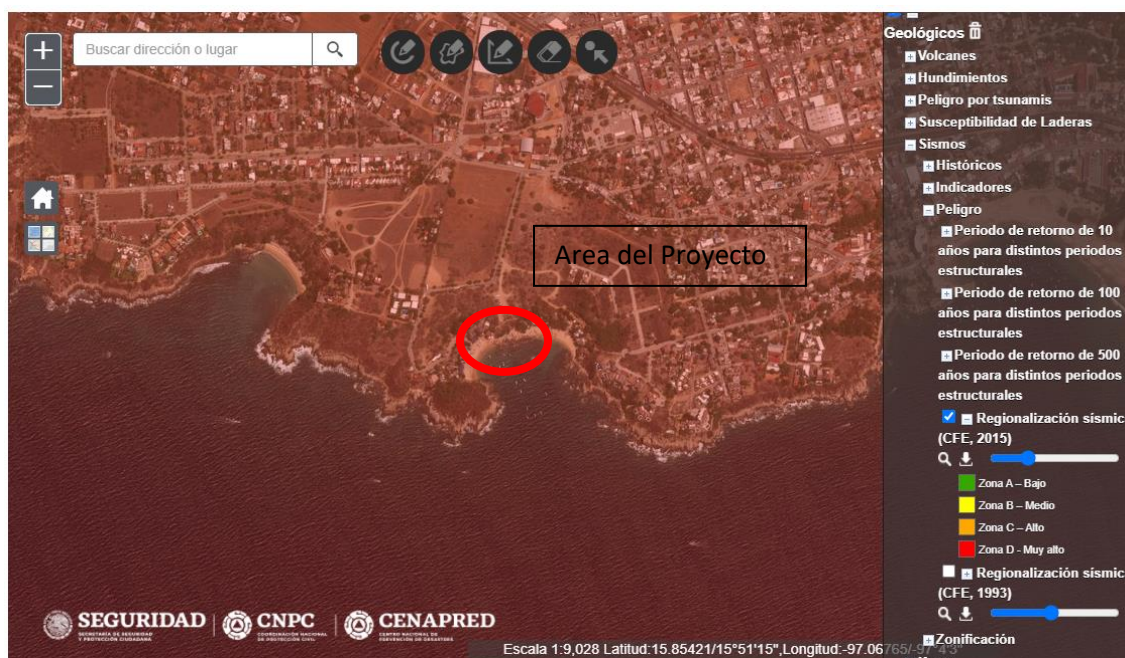 Buscar dirección o lugar
Geológicos
Volcanes
Hundimientos
Peligro por tsunamis
Susceptibilidad de Laderas
Sismos
Históricos
Indicadores
Peligro
Periodo de retorno de 10
años para distintos periodos
estructurales
Periodo de retorno de 100
años para distintos periodos
estructurales
Periodo de retorno de 500
años para distintos periodos
estructurales
Regionalización sísmic
(CFE, 2015)
Zona A – Bajo
Zona B – Medio
Zona C – Alto
Zona D - Muy alto
Regionalización sísmic
(CFE, 1993)
Zonificación
Area del Proyecto
SEGURIDAD
SECRETARÍA DE SEGURIDAD
Y PROTECCIÓN CIUDADANA
CNPC
COORDINACIÓN NACIONAL
DE PROTECCIÓN CIVIL
CENAPRED
CENTRO NACIONAL DE
PREVENCIÓN DE DESASTRES
Escala 1:9,028 Latitud:15.85421/15°51'15",Longitud:-97.06765/-97°4'3"